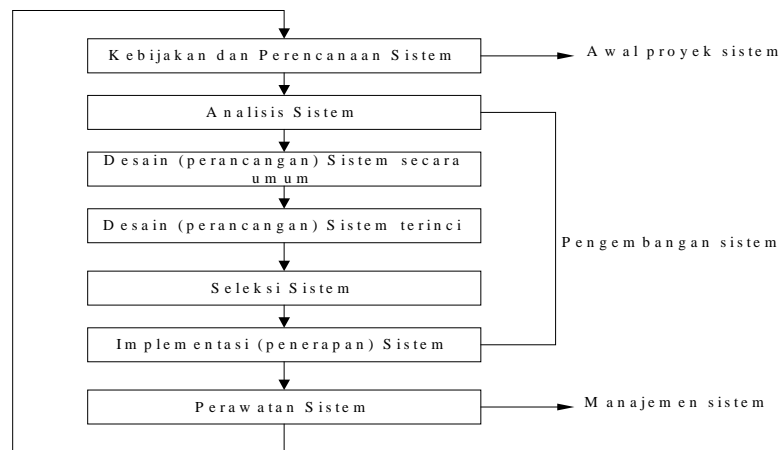 Kebijakan dan Perencanaan Sistem
Awal proyek sistem
Analisis Sistem
Desain (perancangan) Sistem secara
umum
Desain (perancangan) Sistem terinci
Pengembangan sistem
Seleksi Sistem
Implementasi (penerapan) Sistem
Perawatan Sistem
Manajemen sistem